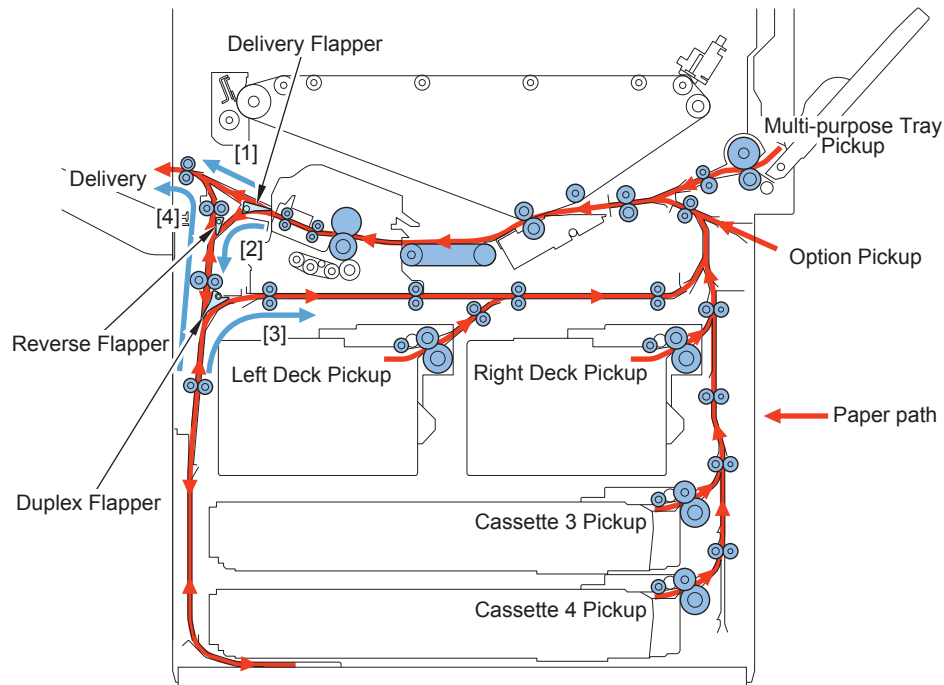 Delivery Flapper
[1]
Multi-purpose Tray
Pickup
Delivery
[4]
[2]
Option Pickup
Reverse Flapper
[3]
Left Deck Pickup
Right Deck Pickup
Paper path
Duplex Flapper
Cassette 3 Pickup
Cassette 4 Pickup